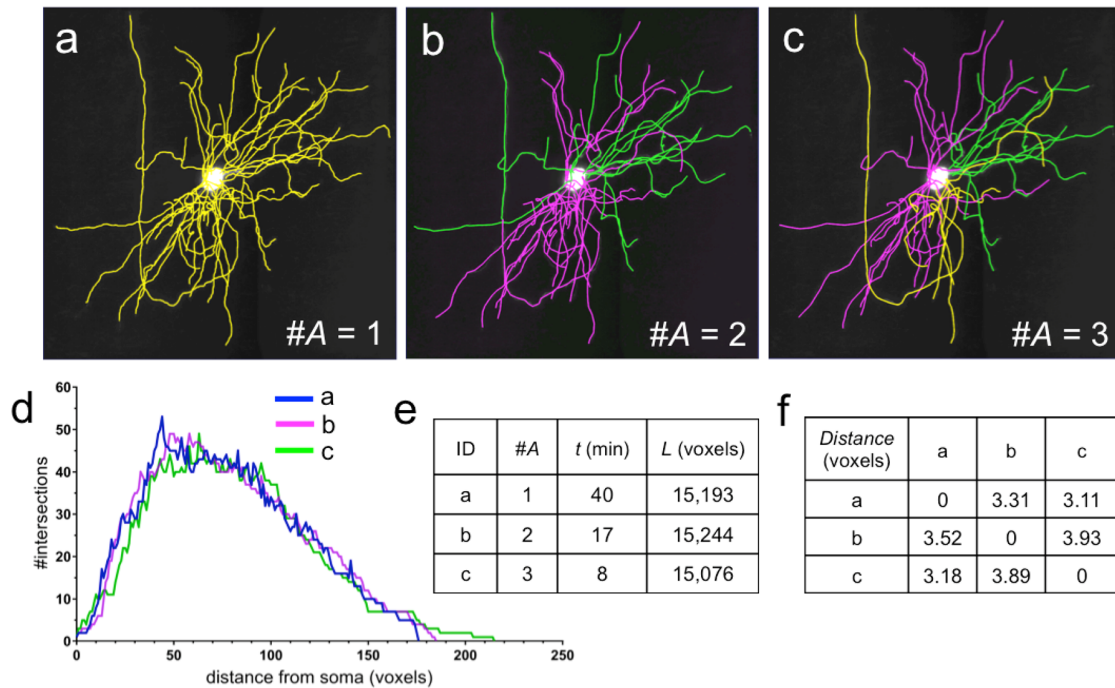 a
b
c
#A = 1
#A = 2
#A = 3
d
60
50
40
30
20
10
0
#intersections
a
b
c
0
50
100
150
200
250
distance from soma (voxels)
e
ID #A t (min) L (voxels)
a 1 40 15,193
b 2 17 15,244
c 3 8 15,076
f
Distance (voxels) a b c
a 0 3.31 3.11
b 3.52 0 3.93
c 3.18 3.89 0